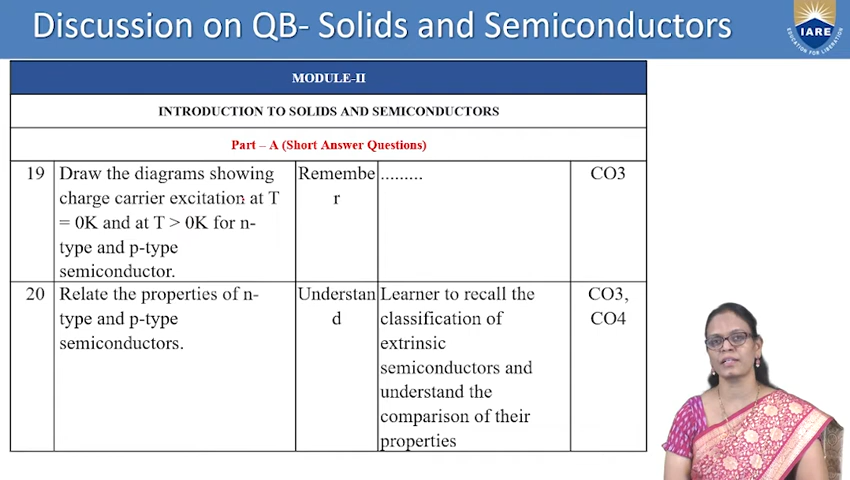 Discussion on QB- Solids and Semiconductors
IARE
EDUCATION FOR LIBERATION
MODULE-II
INTRODUCTION TO SOLIDS AND SEMICONDUCTORS
Part – A (Short Answer Questions)
19
Draw the diagrams showing
charge carrier excitation at T
= 0K and at T > 0K for n-
type and p-type
semiconductor.
Remembe
r
.........
CO3
20
Relate the properties of n-
type and p-type
semiconductors.
Understan
d
Learner to recall the
classification of
extrinsic
semiconductors and
understand the
comparison of their
properties
CO3,
CO4